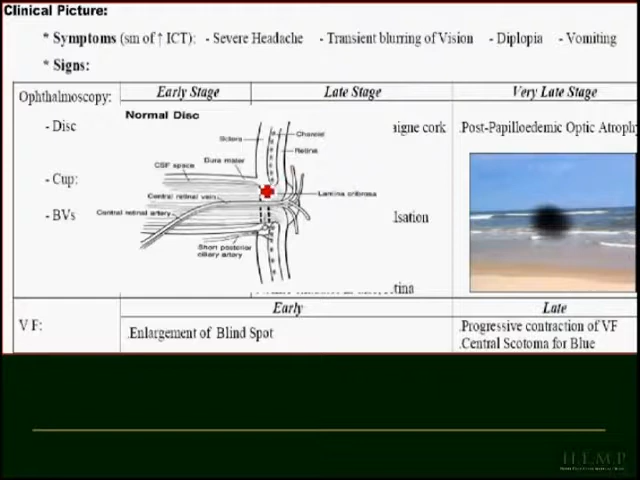 Clinical Picture:
* Symptoms (sm of ↑ ICT): - Severe Headache - Transient blurring of Vision - Diplopia - Vomiting
* Signs:
Ophthalmoscopy: Early Stage Late Stage Very Late Stage
- Disc
- Cup:
- BVs
Normal Disc
Sclera
Choroid
Retina
Dura mater
CSF space
Central retinal vein
Lamina cribrosa
Central retinal artery
Short posterior
ciliary artery
aigne cork
lsation
tina
.Post-Papilloedemic Optic Atrophy
Early Late
V F: .Enlargement of Blind Spot
.Progressive contraction of VF
.Central Scotoma for Blue